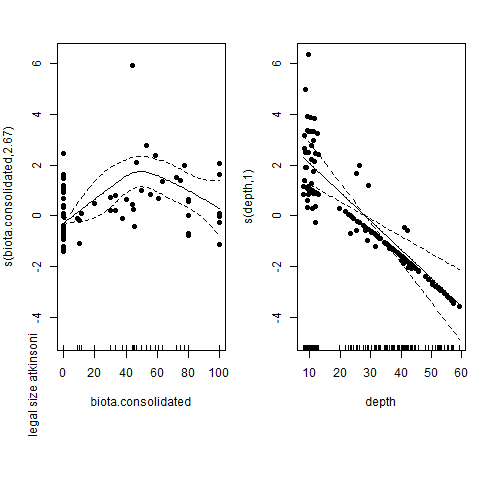 s(biota.consolidated,2.67)
6
4
2
0
-2
-4
0 20 40 60 80 100
biota.consolidated
legal size atkinsoni
s(depth,1)
6
4
2
0
-2
-4
10 20 30 40 50 60
depth